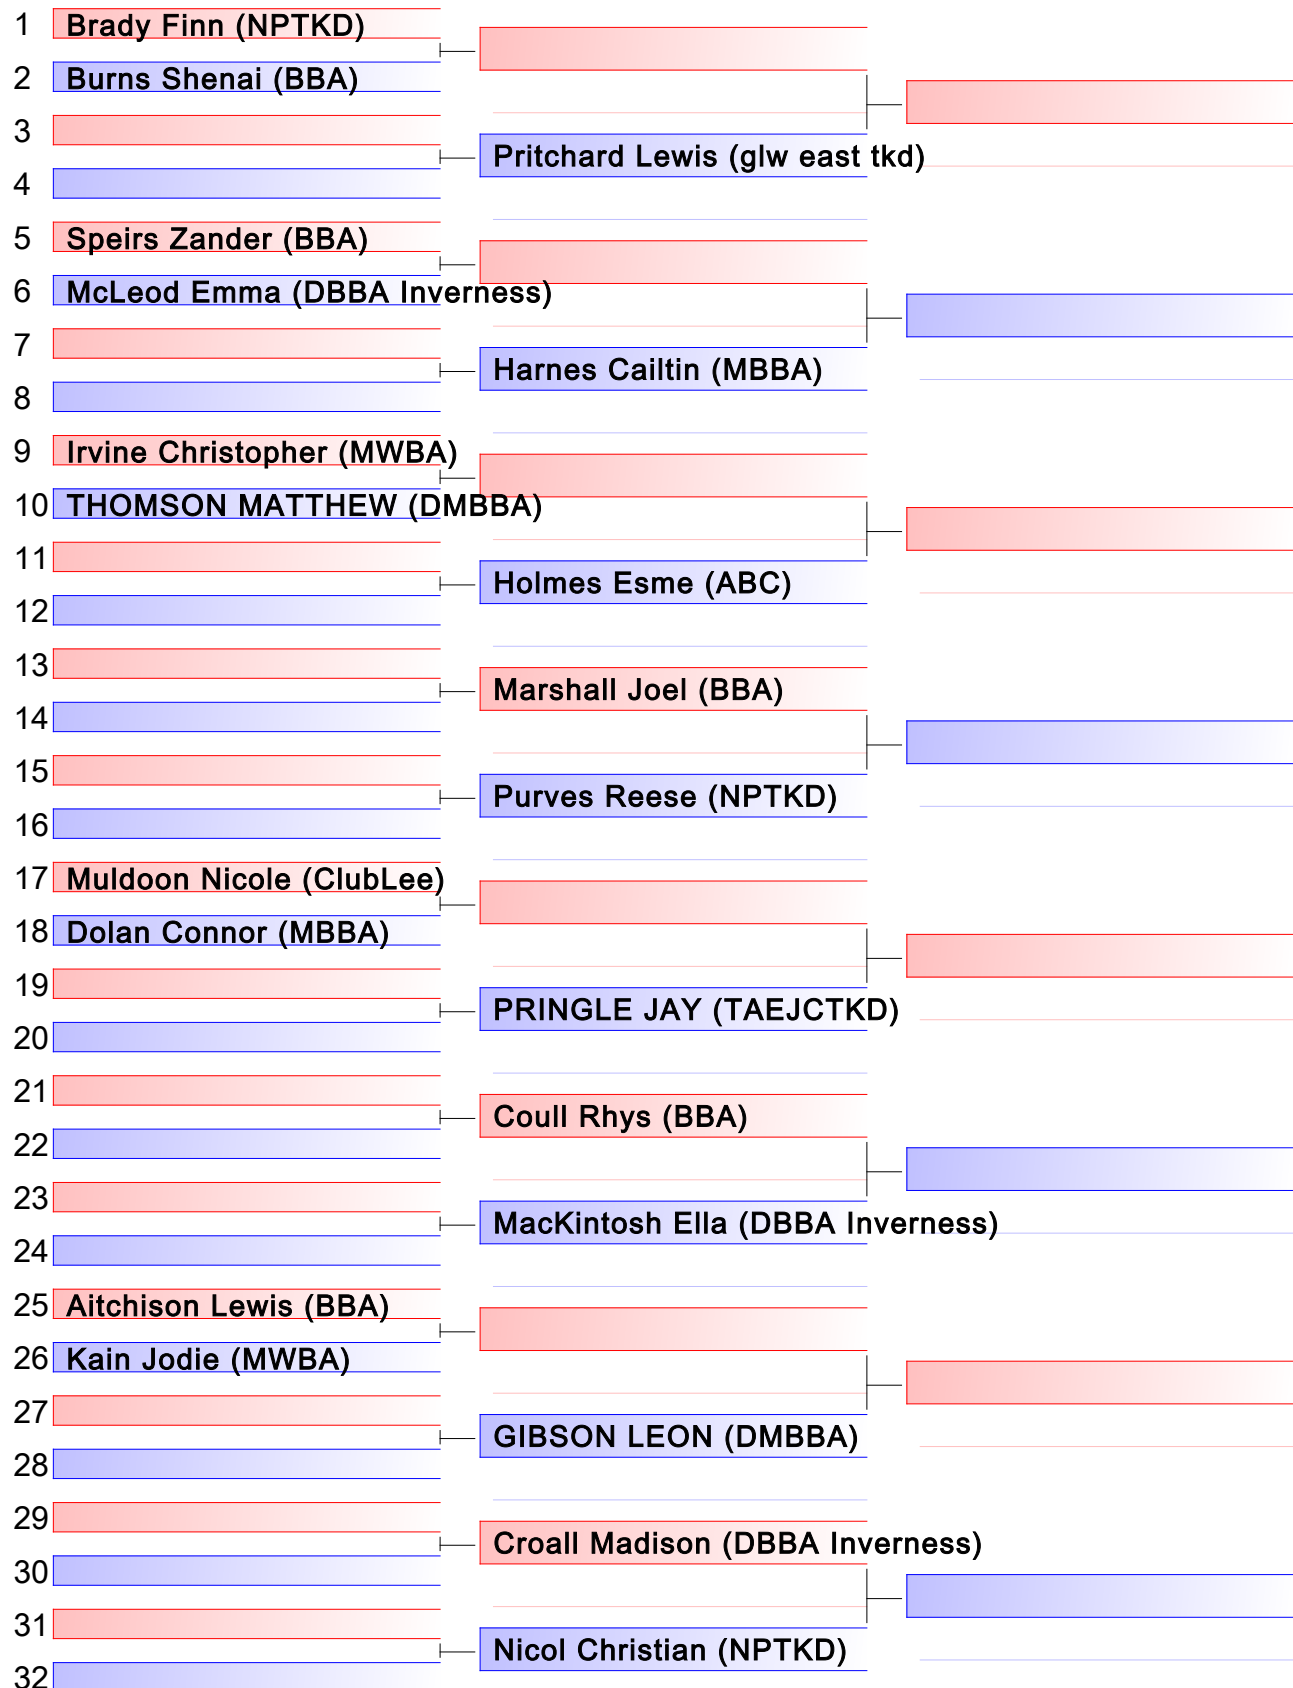 1 Brady Finn (NPTKD)
2 Burns Shenai (BBA)
3
Pritchard Lewis (glw east tkd)
4
5 Speirs Zander (BBA)
6 McLeod Emma (DBBA Inverness)
7
Harnes Cailtin (MBBA)
8
9 Irvine Christopher (MWBA)
10 THOMSON MATTHEW (DMBBA)
11
Holmes Esme (ABC)
12
13
Marshall Joel (BBA)
14
15
Purves Reese (NPTKD)
16
17 Muldoon Nicole (ClubLee)
18 Dolan Connor (MBBA)
19
PRINGLE JAY (TAEJCTKD)
20
21
Coull Rhys (BBA)
22
23
MacKintosh Ella (DBBA Inverness)
24
25 Aitchison Lewis (BBA)
26 Kain Jodie (MWBA)
27
GIBSON LEON (DMBBA)
28
29
Croall Madison (DBBA Inverness)
30
31
Nicol Christian (NPTKD)
32